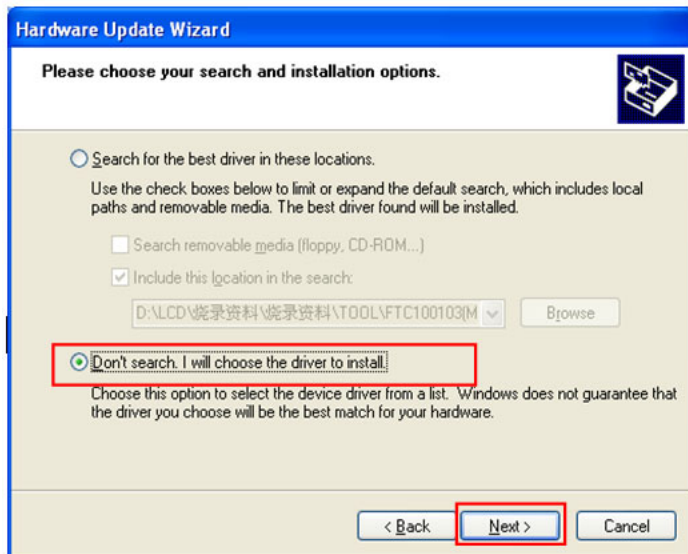 Hardware Update Wizard
Please choose your search and installation options.
Search for the best driver in these locations.
Use the check boxes below to limit or expand the default search, which includes local
paths and removable media. The best driver found will be installed.
Search removable media (floppy, CD-ROM...)
Include this location in the search:
D:\LCD\烧录资料\烧录资料\TOOL\FTC100103(M
Browse
Don't search. I will choose the driver to install.
Choose this option to select the device driver from a list. Windows does not guarantee that
the driver you choose will be the best match for your hardware.
< Back Next > Cancel